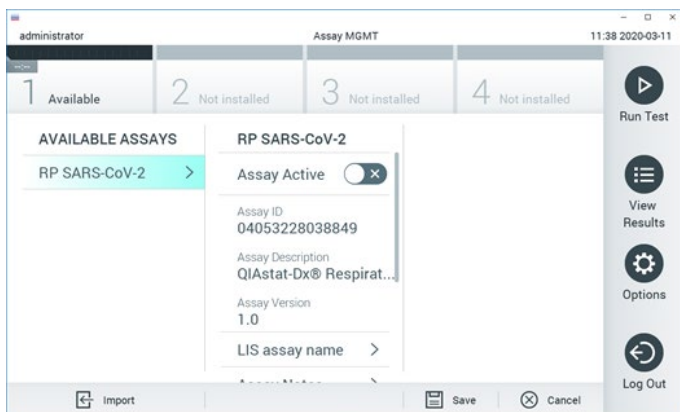 administrator Assay MGMT 11:38 2020-03-11
--:--
1 Available 2 Not installed 3 Not installed 4 Not installed
Run Test
AVAILABLE ASSAYS
RP SARS-CoV-2
RP SARS-CoV-2
Assay Active
Assay ID
04053228038849
Assay Description
QIAstat-Dx® Respirat...
Assay Version
1.0
LIS assay name
Assay Notes
View
Results
Options
Log Out
Import Save Cancel